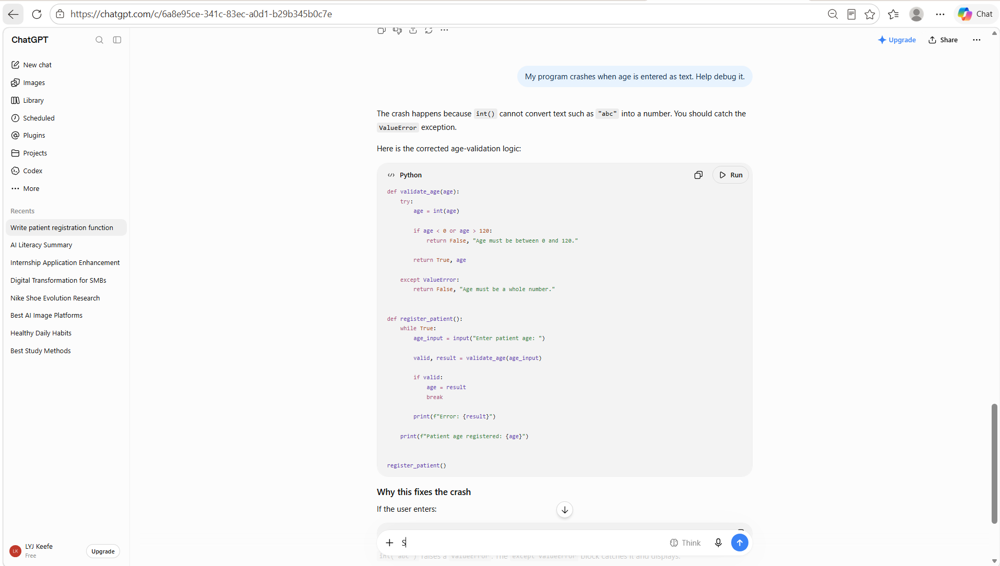 https://chatgpt.com/c/6a8e95ce-341c-83ec-a0d1-b29b345b0c7e
Chat
ChatGPT
Upgrade
Share
New chat
Images
Library
Scheduled
Plugins
Projects
Codex
More
Recents
Write patient registration function
AI Literacy Summary
Internship Application Enhancement
Digital Transformation for SMBs
Nike Shoe Evolution Research
Best AI Image Platforms
Healthy Daily Habits
Best Study Methods
LK
LYJ Keefe
Free
Upgrade
My program crashes when age is entered as text. Help debug it.
The crash happens because int() cannot convert text such as "abc" into a number. You should catch the
ValueError exception.
Here is the corrected age-validation logic:
Python
Run
def validate_age(age):
    try:
        age = int(age)
        if age < 0 or age > 120:
            return False, "Age must be between 0 and 120."
        return True, age
    except ValueError:
        return False, "Age must be a whole number."
def register_patient():
    while True:
        age_input = input("Enter patient age: ")
        valid, result = validate_age(age_input)
        if valid:
            age = result
            break
        print(f"Error: {result}")
    print(f"Patient age registered: {age}")
register_patient()
Why this fixes the crash
If the user enters:
S
Think
int("abc") raises a ValueError. The except ValueError block catches it and displays: